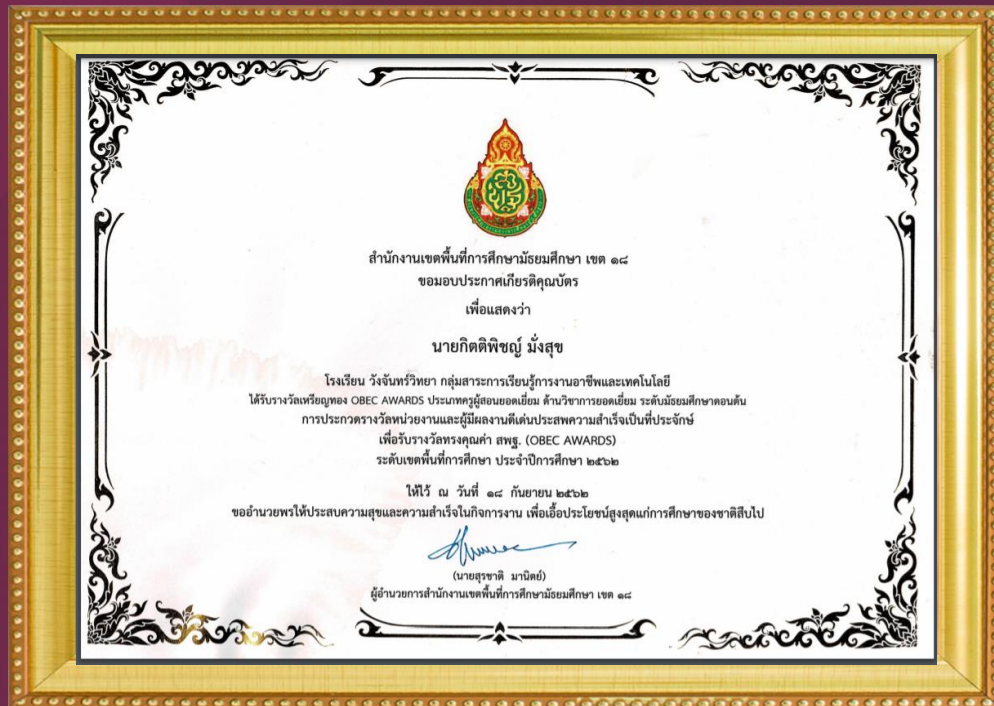 สำนักงานเขตพื้นที่การศึกษามัธยมศึกษา เขต ๑๘
ขอมอบประกาศเกียรติคุณบัตร
เพื่อแสดงว่า
นายกิตติพิชญ์ มั่งสุข
โรงเรียน วังจันทร์วิทยา กลุ่มสาระการเรียนรู้การงานอาชีพและเทคโนโลยี
ได้รับรางวัลเหรียญทอง OBEC AWARDS ประเภทครูผู้สอนยอดเยี่ยม ด้านวิชาการยอดเยี่ยม ระดับมัธยมศึกษาตอนต้น
การประกวดรางวัลหน่วยงานและผู้มีผลงานดีเด่นประสพความสำเร็จเป็นที่ประจักษ์
เพื่อรับรางวัลทรงคุณค่า สพฐ. (OBEC AWARDS)
ระดับเขตพื้นที่การศึกษา ประจำปีการศึกษา ๒๕๖๒
ให้ไว้ ณ วันที่ ๑๘ กันยายน ๒๕๖๒
ขออำนวยพรให้ประสบความสุขและความสำเร็จในกิจการงาน เพื่อเอื้อประโยชน์สูงสุดแก่การศึกษาของชาติสืบไป
(นายสุรชาติ มานิตย์)
ผู้อำนวยการสำนักงานเขตพื้นที่การศึกษามัธยมศึกษา เขต ๑๘